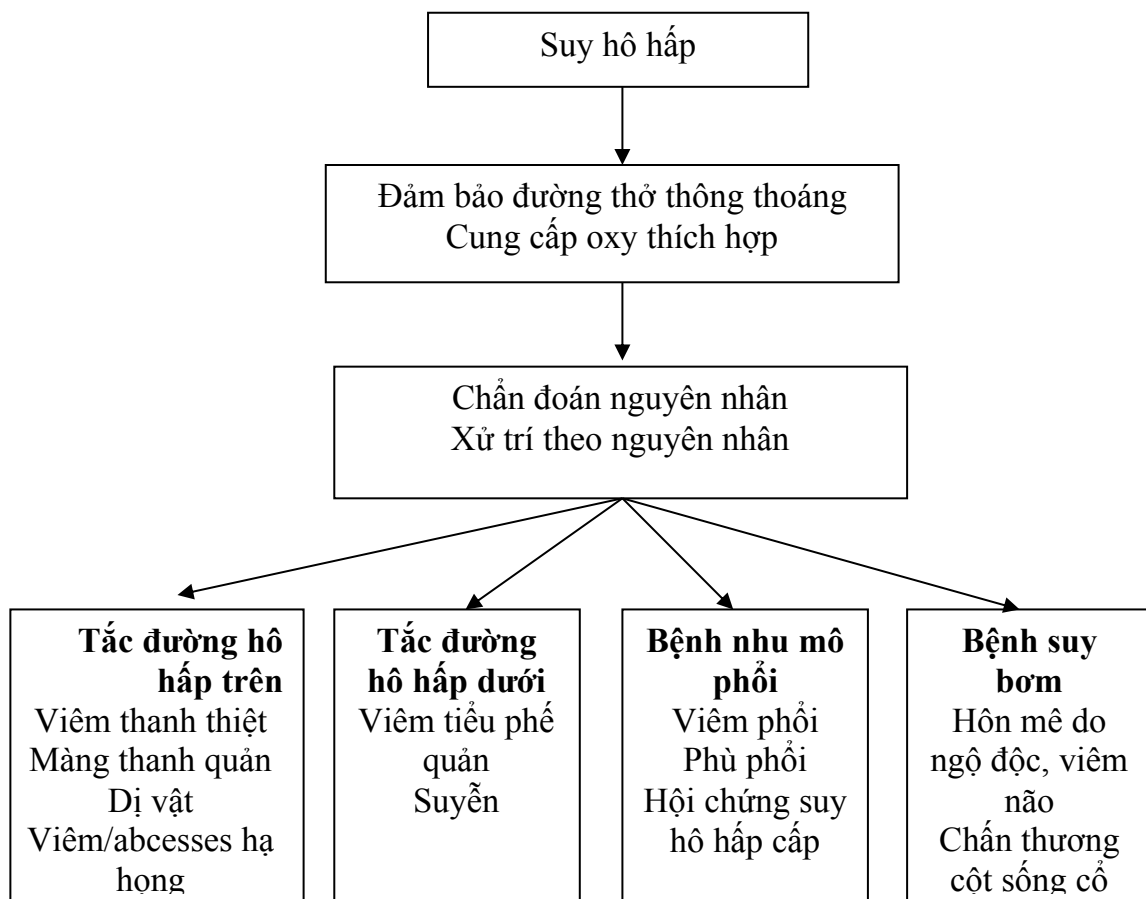 Suy hô hấp
Đảm bảo đường thở thông thoáng
Cung cấp oxy thích hợp
Chẩn đoán nguyên nhân
Xử trí theo nguyên nhân
Tắc đường hô
hấp trên
Viêm thanh thiệt
Màng thanh quản
Dị vật
Viêm/abcesses hạ
họng
Tắc đường
hô hấp dưới
Viêm tiểu phế
quản
Suyễn
Bệnh nhu mô
phổi
Viêm phổi
Phù phổi
Hội chứng suy
hô hấp cấp
Bệnh suy
bơm
Hôn mê do
ngộ độc, viêm
não
Chấn thương
cột sống cổ